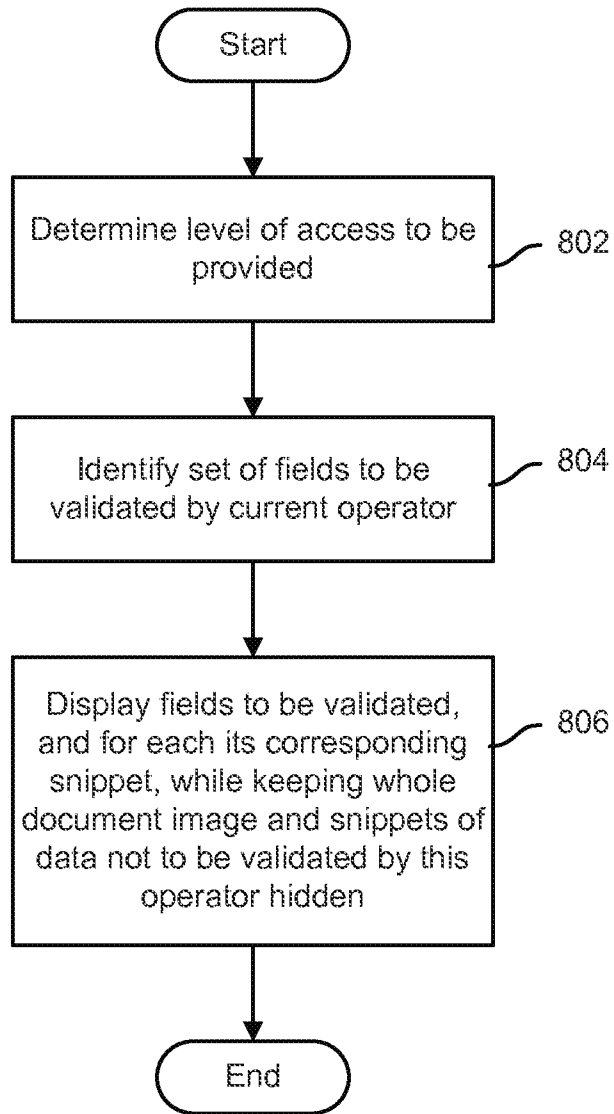 Start
Determine level of access to be
provided
802
Identify set of fields to be
validated by current operator
804
Display fields to be validated,
and for each its corresponding
snippet, while keeping whole
document image and snippets of
data not to be validated by this
operator hidden
806
End